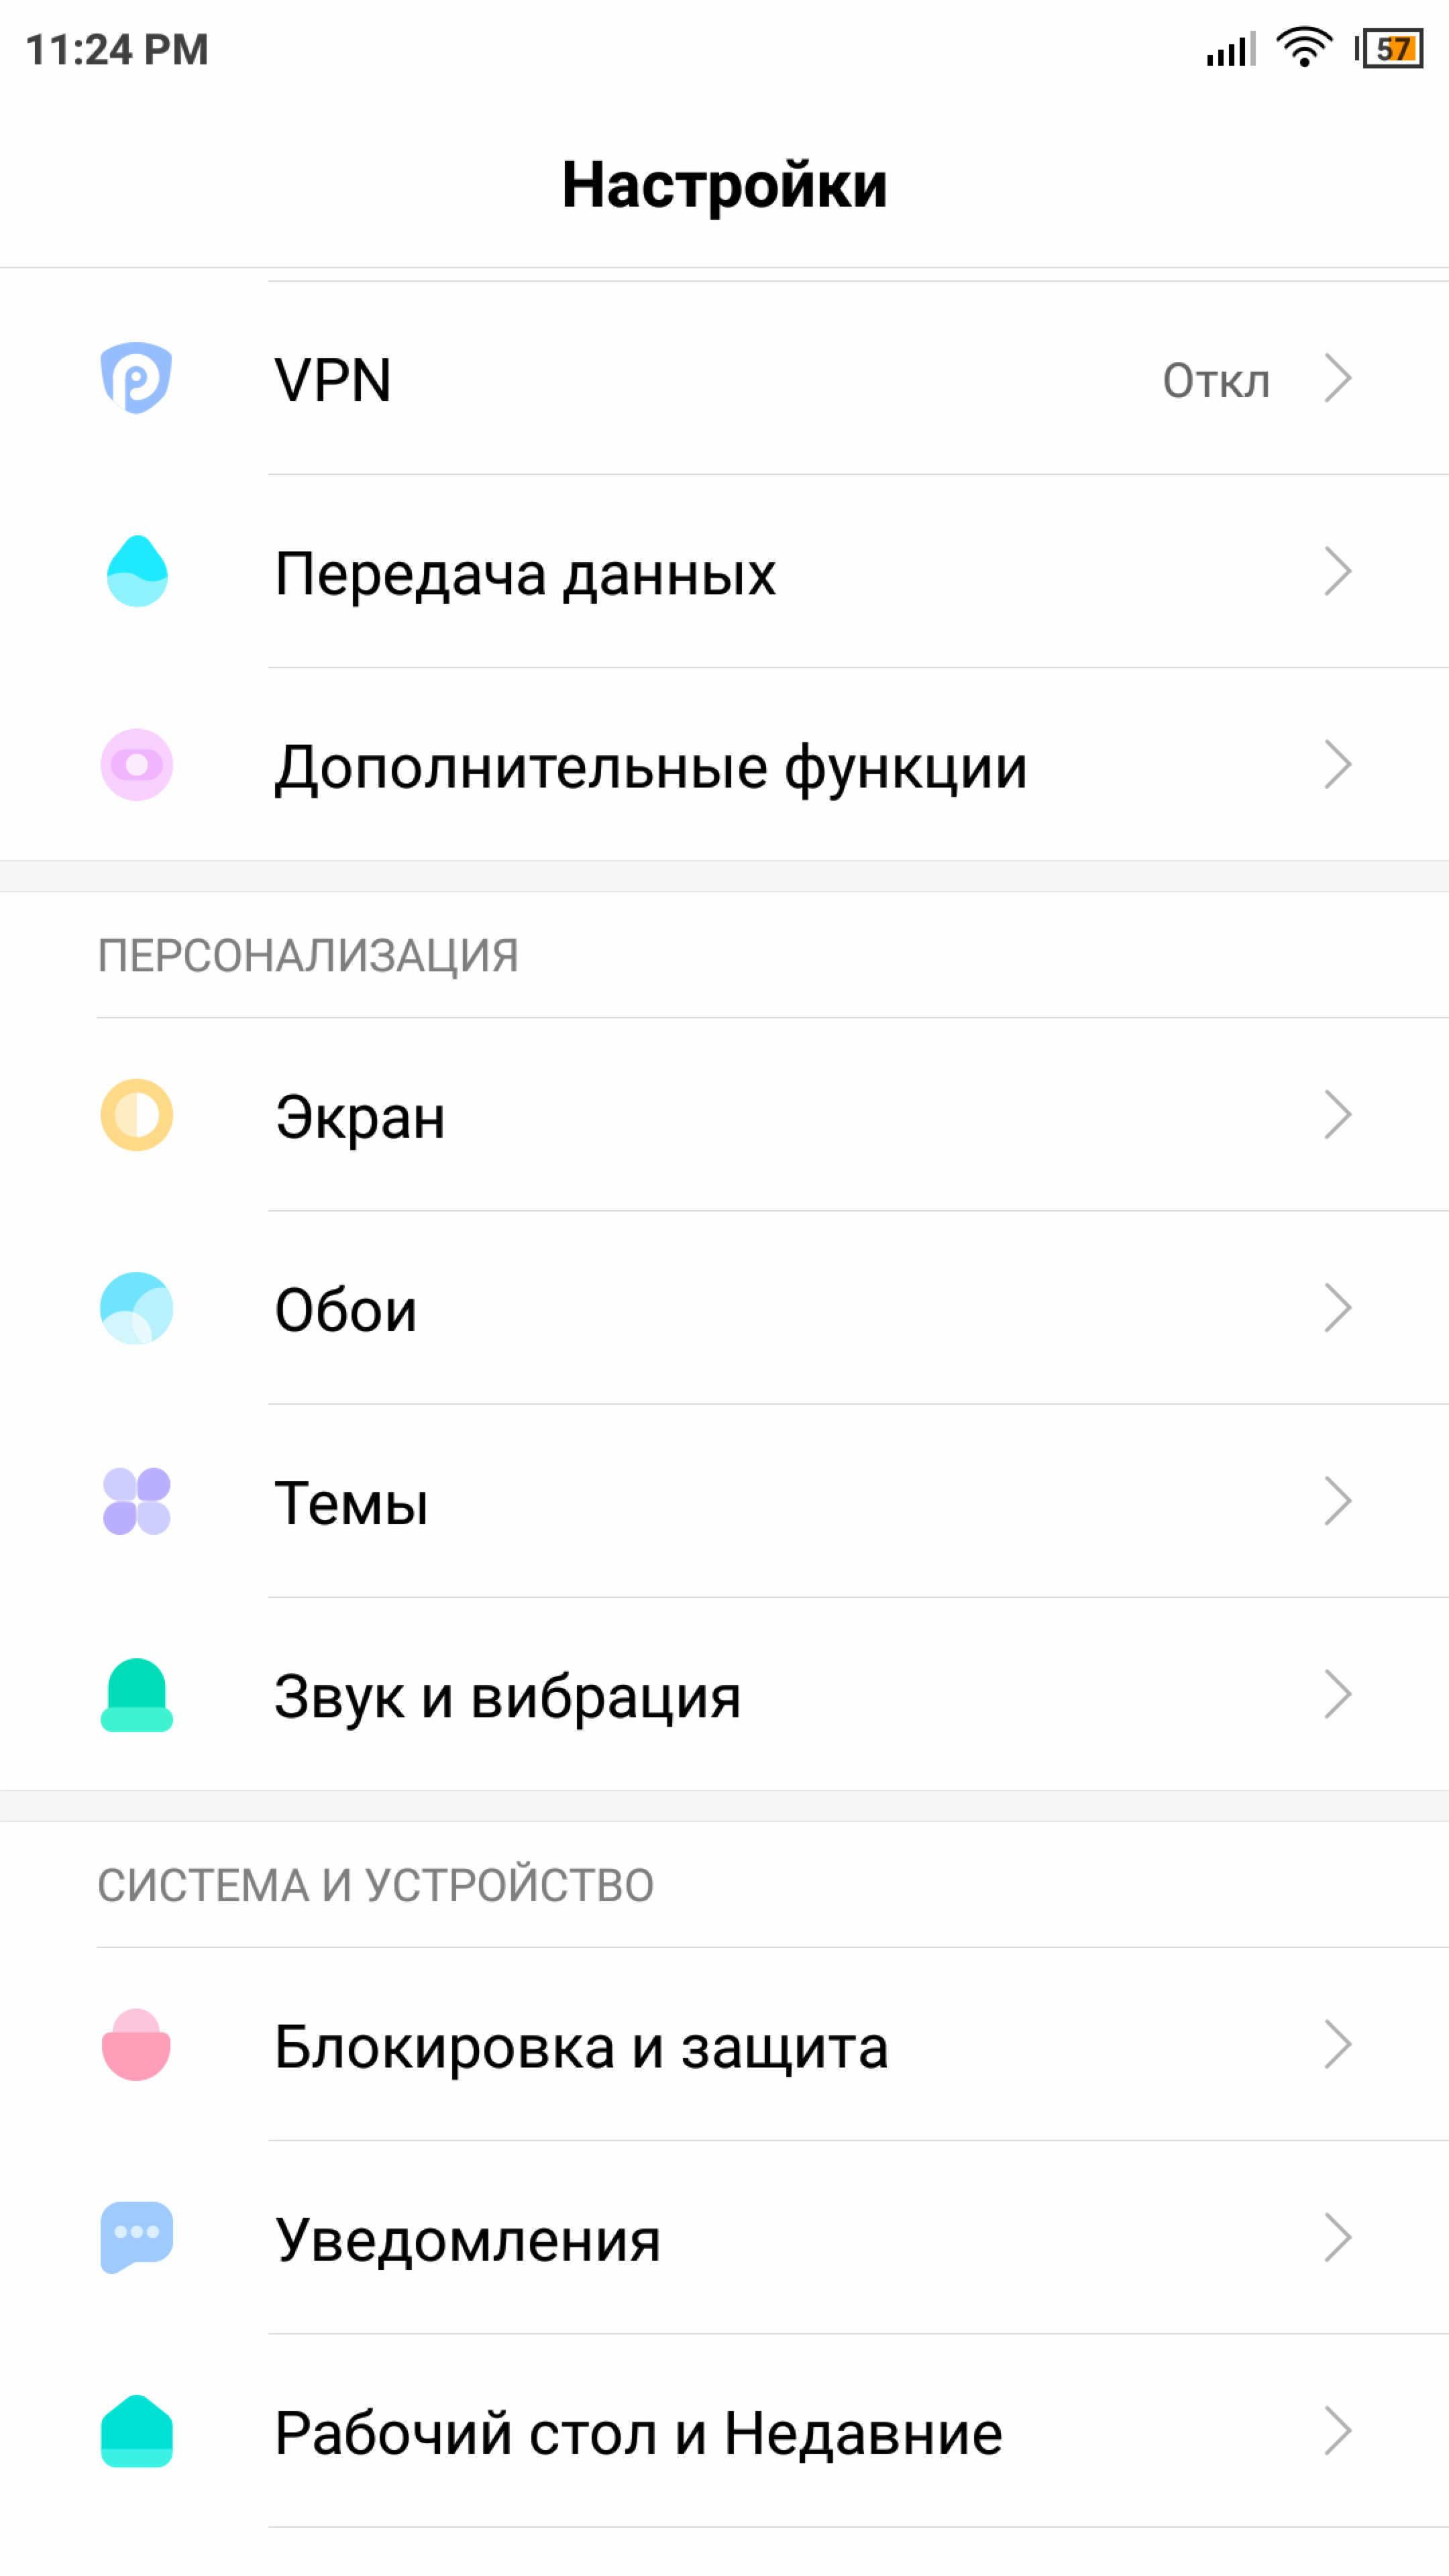 11:24 PM
57
Настройки
VPN
Откл
Передача данных
Дополнительные функции
ПЕРСОНАЛИЗАЦИЯ
Экран
Обои
Темы
Звук и вибрация
СИСТЕМА И УСТРОЙСТВО
Блокировка и защита
Уведомления
Рабочий стол и Недавние